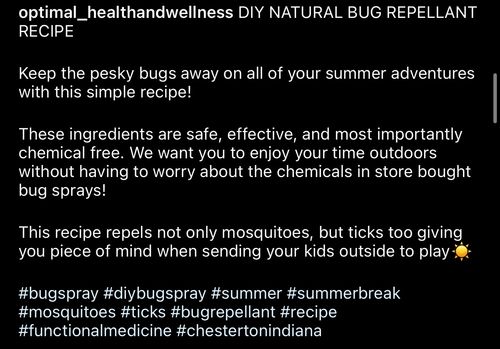 optimal_healthandwellness DIY NATURAL BUG REPELLANT
RECIPE
Keep the pesky bugs away on all of your summer adventures
with this simple recipe!
These ingredients are safe, effective, and most importantly
chemical free. We want you to enjoy your time outdoors
without having to worry about the chemicals in store bought
bug sprays!
This recipe repels not only mosquitoes, but ticks too giving
you piece of mind when sending your kids outside to play☀️
#bugspray #diybugspray #summer #summerbreak
#mosquitoes #ticks #bugrepellant #recipe
#functionalmedicine #chestertonindiana